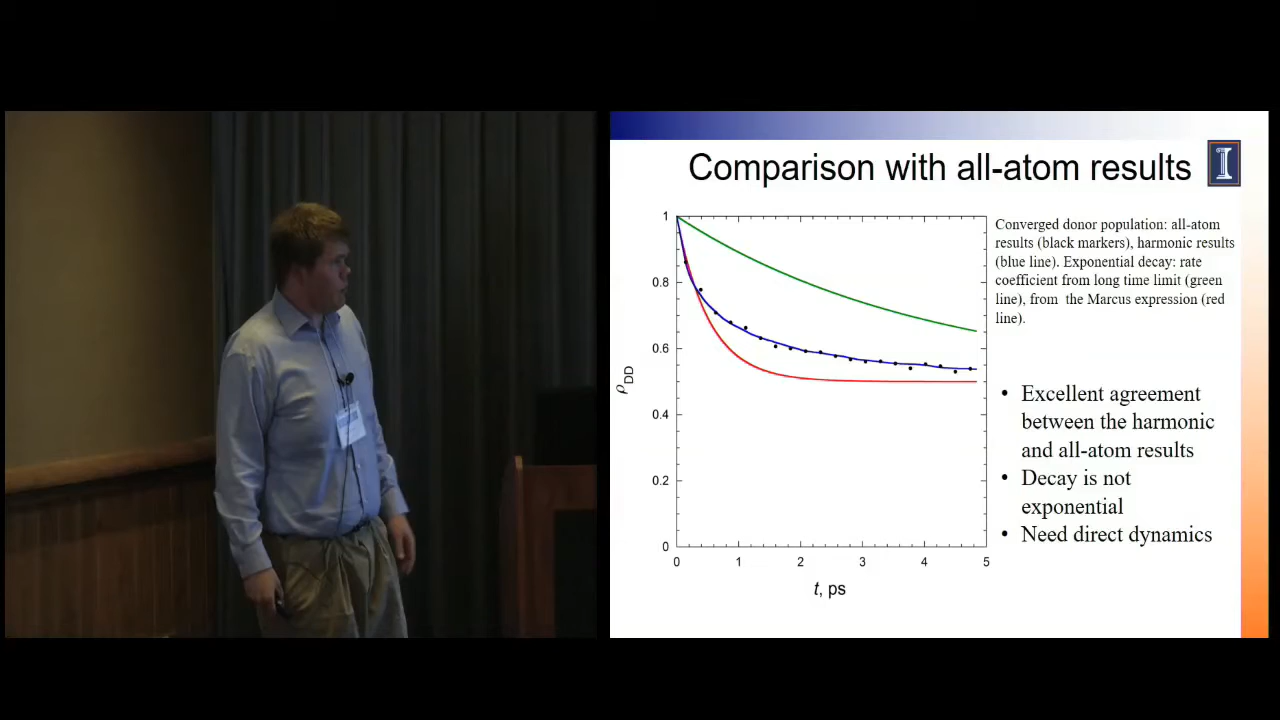 Comparison with all-atom results
I
Converged donor population: all-atom
results (black markers), harmonic results
(blue line). Exponential decay: rate
coefficient from long time limit (green
line), from the Marcus expression (red
line).
1
0.8
0.6
0.4
0.2
0
ρDD
0 1 2 3 4 5
t, ps
• Excellent agreement
between the harmonic
and all-atom results
• Decay is not
exponential
• Need direct dynamics